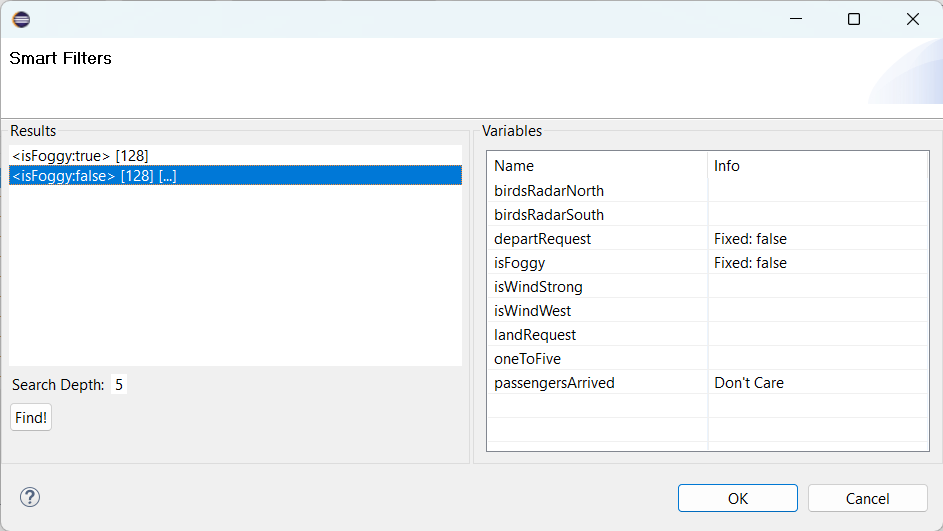 Smart Filters
Results
<isFoggy:true> [128]
<isFoggy:false> [128] [...]
Search Depth: 5
Find!
Variables
Name Info
birdsRadarNorth
birdsRadarSouth
departRequest Fixed: false
isFoggy Fixed: false
isWindStrong
isWindWest
landRequest
oneToFive
passengersArrived Don't Care
?
OK Cancel